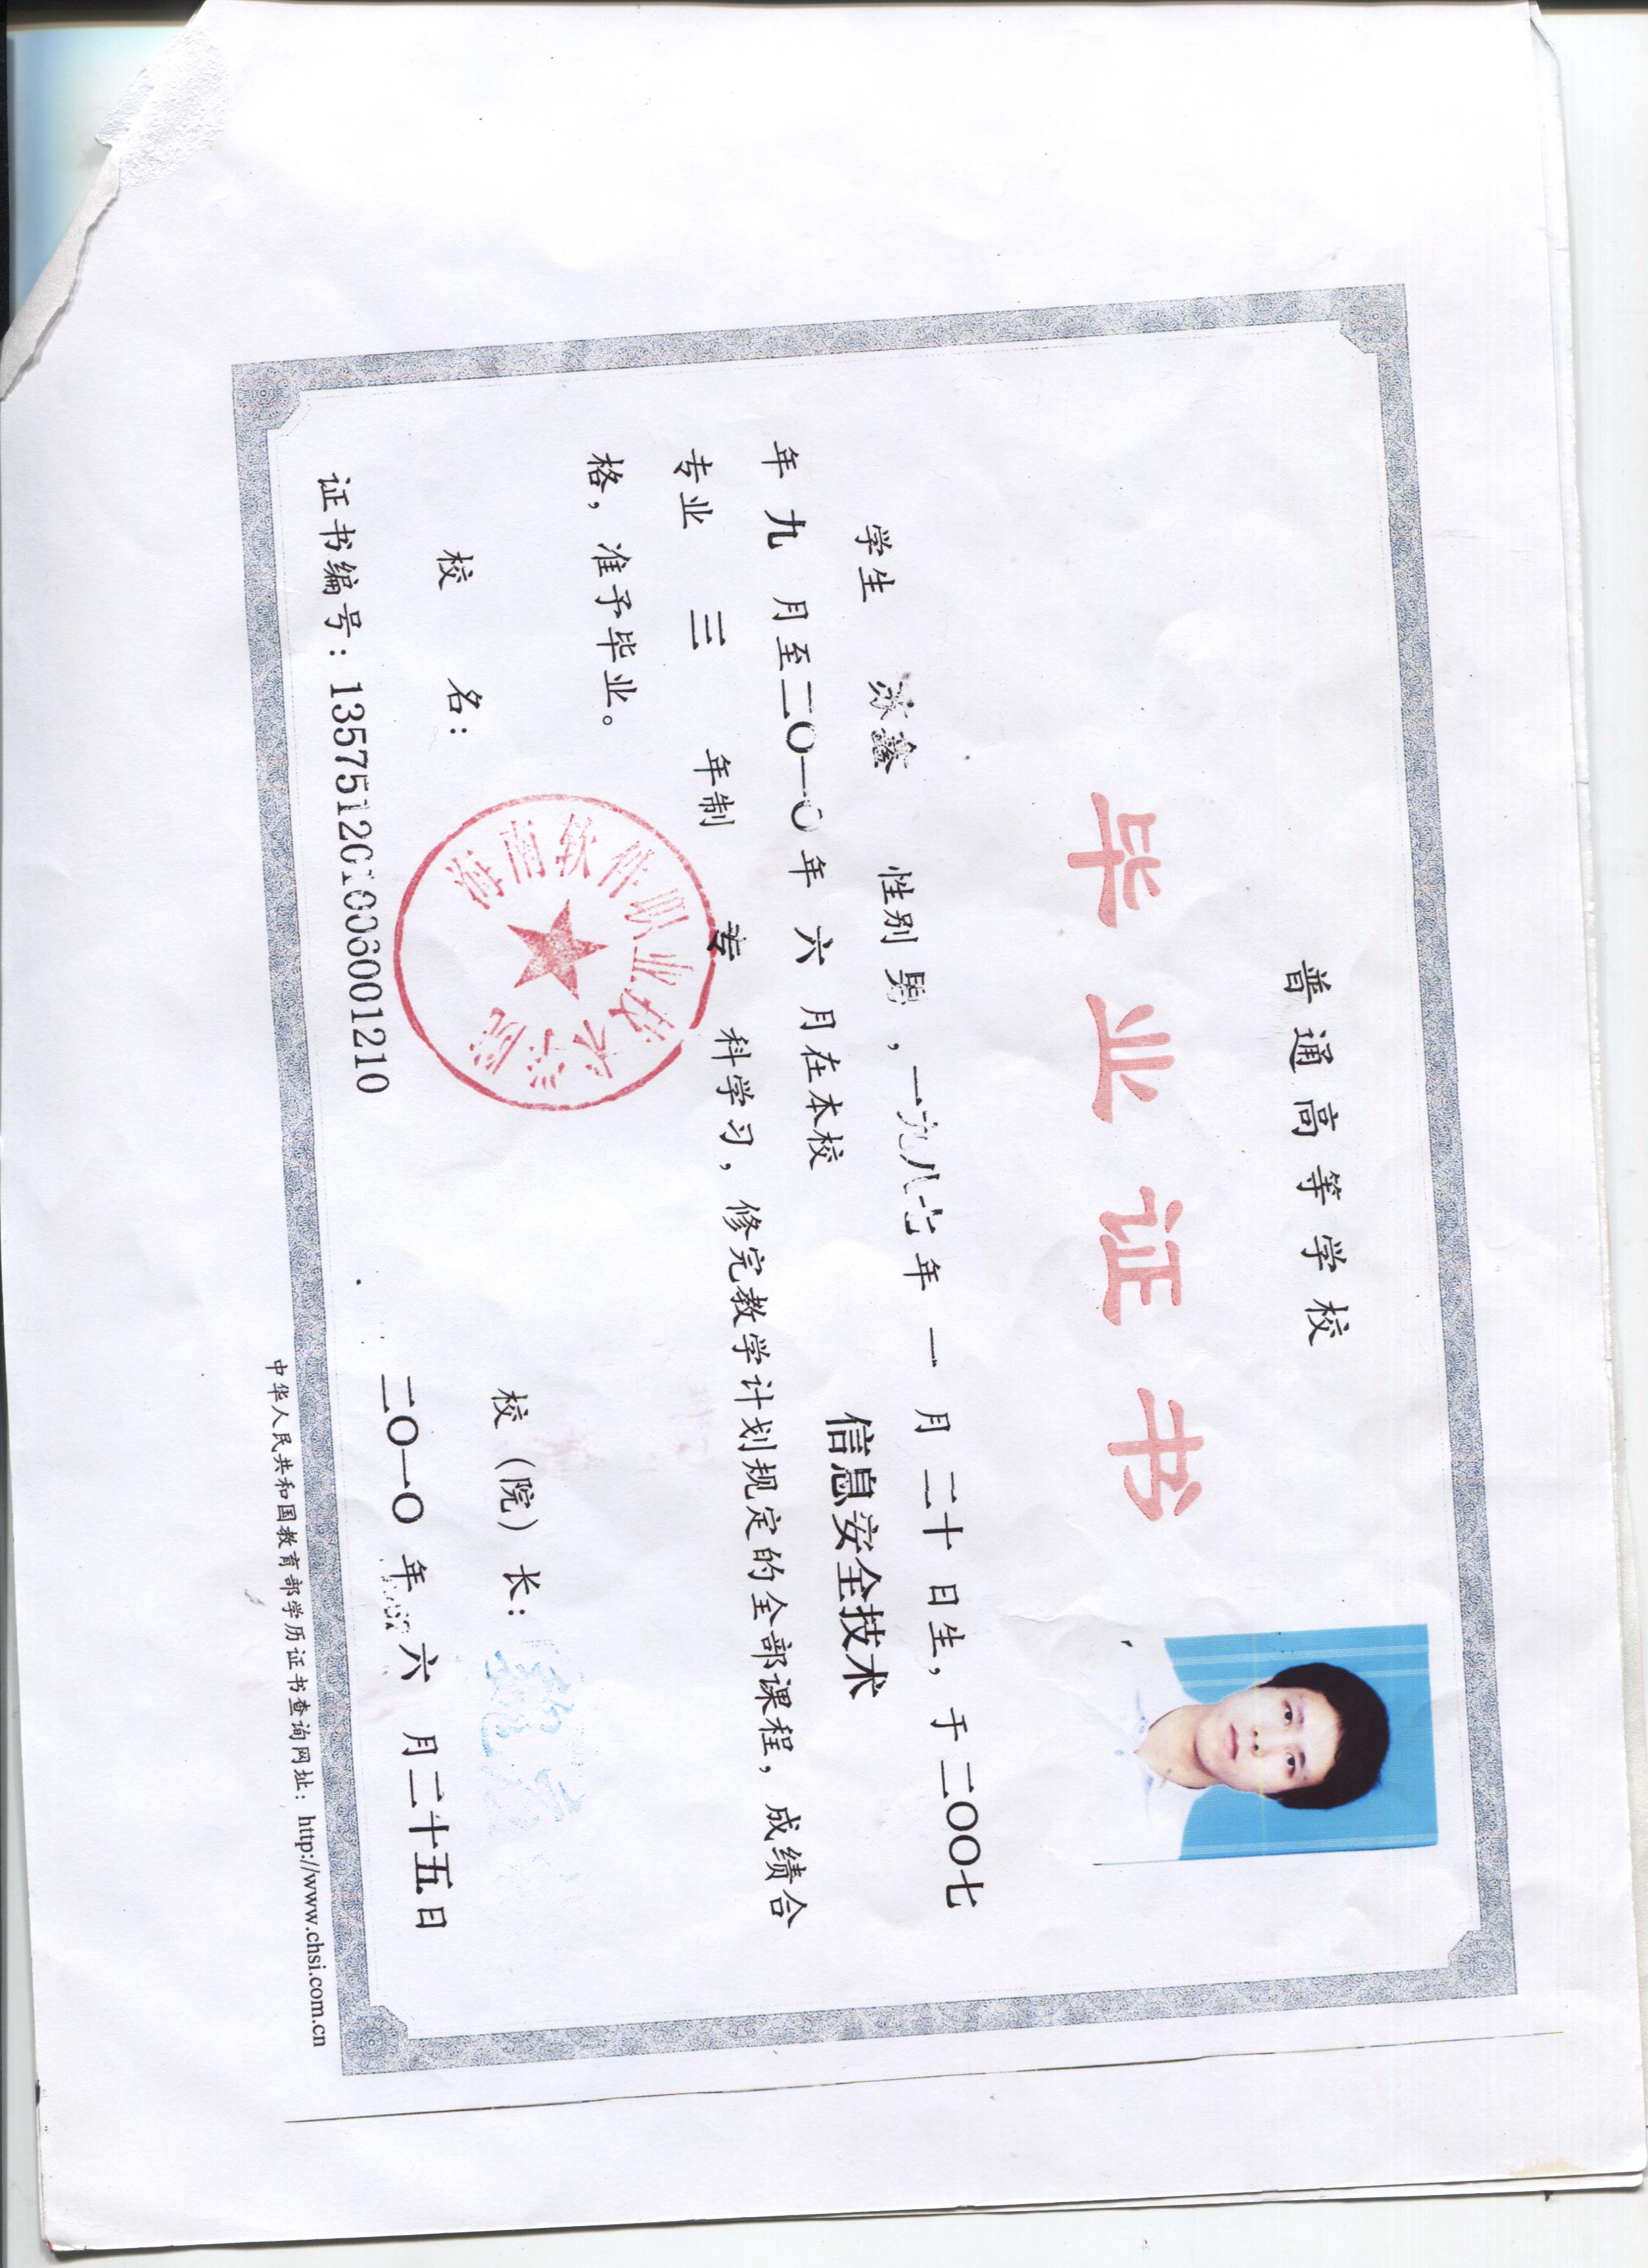 普通高等学校
毕业证书
学生 鑫 性别 男，一九八七年 一 月 二十 日生，于二〇〇七
年 九 月至二〇一〇年 六 月在本校 信息安全技术
专业 三 年制 专 科学习，修完教学计划规定的全部课程，成绩合
格，准予毕业。
校 名： 校（院）长：
软件职业技术学院
证书编号：135751201006001210 二〇一〇 年 六 月二十五日
中华人民共和国教育部学历证书查询网址：http://www.chsi.com.cn